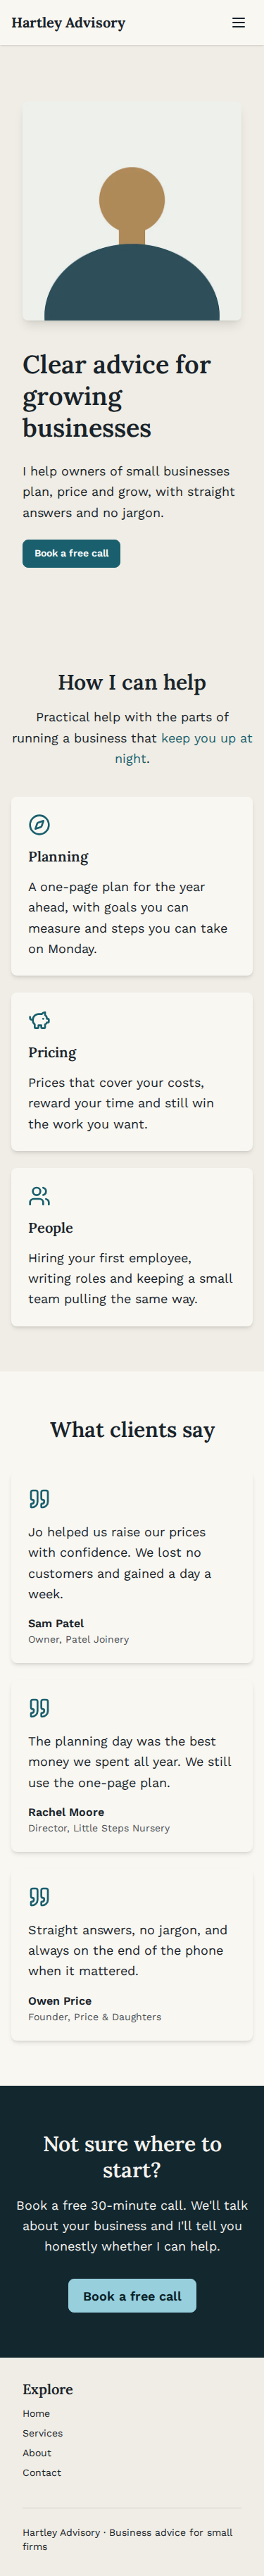 Hartley Advisory
Clear advice for
growing
businesses
I help owners of small businesses
plan, price and grow, with straight
answers and no jargon.
Book a free call
How I can help
Practical help with the parts of
running a business that keep you up at
night.
Planning
A one-page plan for the year
ahead, with goals you can
measure and steps you can take
on Monday.
Pricing
Prices that cover your costs,
reward your time and still win
the work you want.
People
Hiring your first employee,
writing roles and keeping a small
team pulling the same way.
What clients say
Jo helped us raise our prices
with confidence. We lost no
customers and gained a day a
week.
Sam Patel
Owner, Patel Joinery
The planning day was the best
money we spent all year. We still
use the one-page plan.
Rachel Moore
Director, Little Steps Nursery
Straight answers, no jargon, and
always on the end of the phone
when it mattered.
Owen Price
Founder, Price & Daughters
Not sure where to
start?
Book a free 30-minute call. We'll talk
about your business and I'll tell you
honestly whether I can help.
Book a free call
Explore
Home
Services
About
Contact
Hartley Advisory · Business advice for small
firms